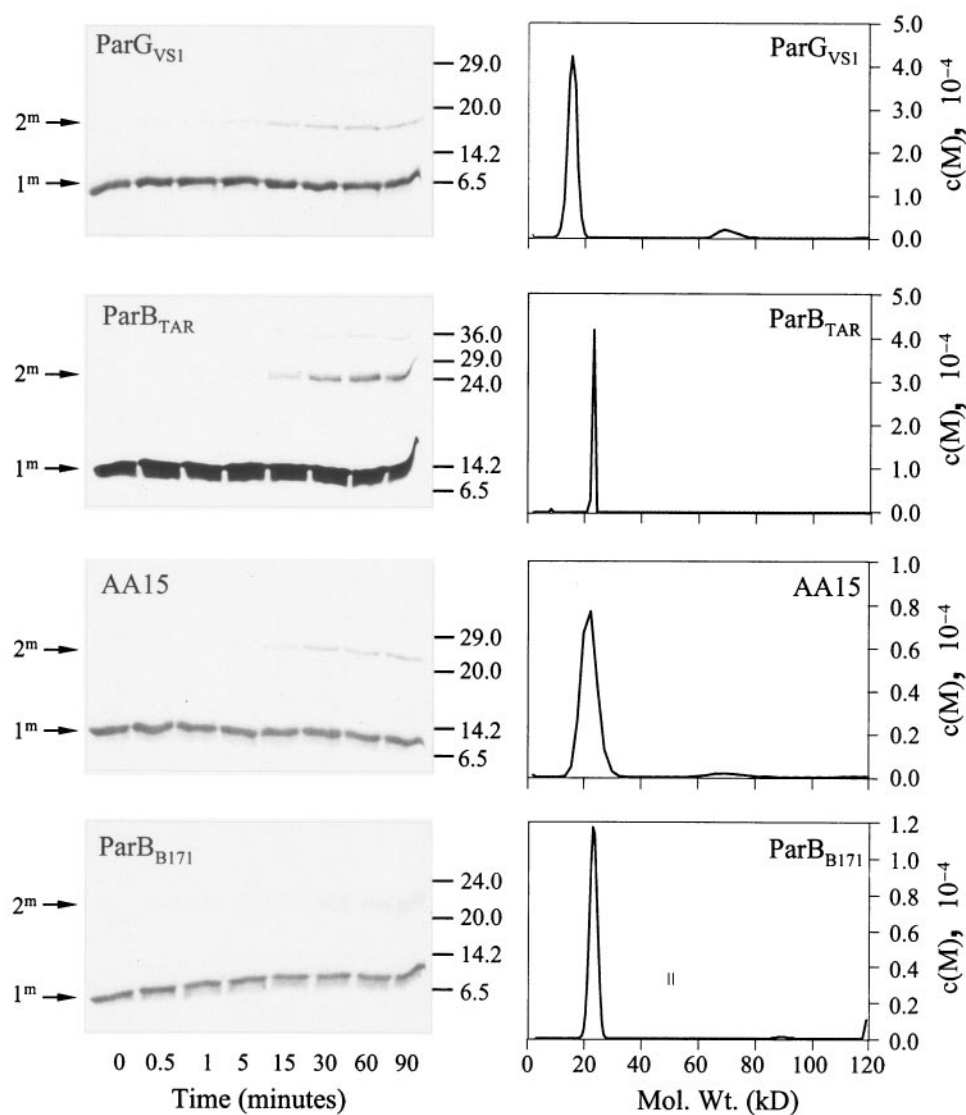 ParG_VS1
29.0
20.0
2ᵐ
14.2
1ᵐ
6.5
ParG_VS1
5.0
4.0
3.0
2.0
1.0
0.0
c(M), 10⁻⁴
ParB_TAR
36.0
29.0
2ᵐ
24.0
1ᵐ
14.2
6.5
ParB_TAR
5.0
4.0
3.0
2.0
1.0
0.0
c(M), 10⁻⁴
AA15
29.0
2ᵐ
20.0
1ᵐ
14.2
6.5
AA15
1.0
0.8
0.6
0.4
0.2
0.0
c(M), 10⁻⁴
ParB_B171
24.0
2ᵐ
20.0
14.2
1ᵐ
6.5
0 0.5 1 5 15 30 60 90
Time (minutes)
ParB_B171
1.2
1.0
0.8
0.6
0.4
0.2
0.0
c(M), 10⁻⁴
0 20 40 60 80 100 120
Mol. Wt. (kD)